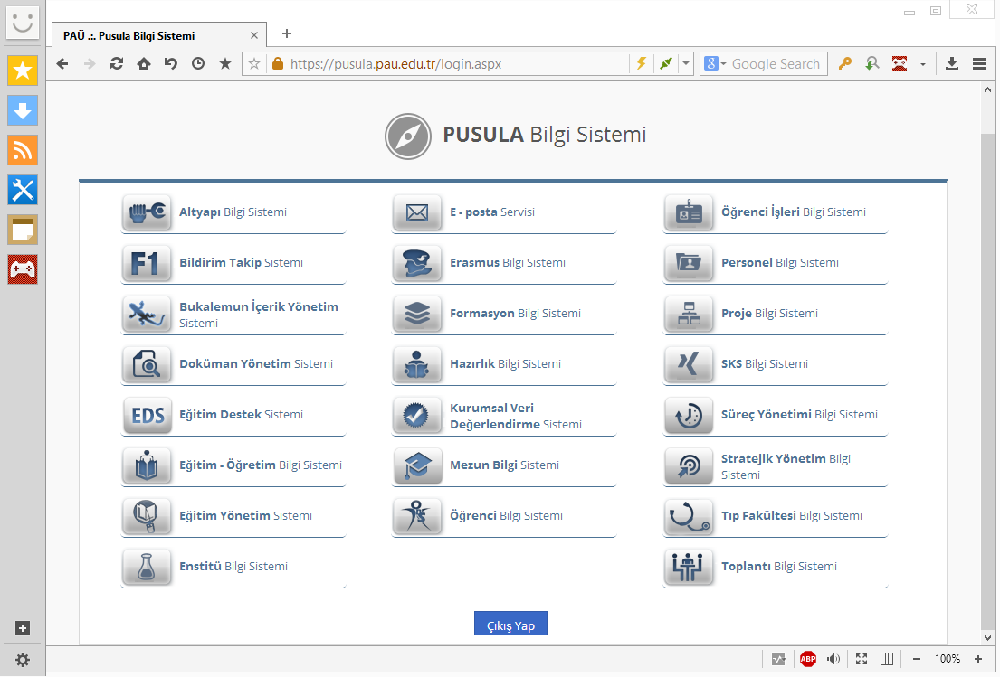 PAÜ .:. Pusula Bilgi Sistemi
https://pusula.pau.edu.tr/login.aspx
Google Search
PUSULA Bilgi Sistemi
Altyapı Bilgi Sistemi
F1
Bildirim Takip Sistemi
Bukalemun İçerik Yönetim
Sistemi
Doküman Yönetim Sistemi
EDS
Eğitim Destek Sistemi
Eğitim - Öğretim Bilgi Sistemi
Eğitim Yönetim Sistemi
Enstitü Bilgi Sistemi
E - posta Servisi
Erasmus Bilgi Sistemi
Formasyon Bilgi Sistemi
Hazırlık Bilgi Sistemi
Kurumsal Veri
Değerlendirme Sistemi
Mezun Bilgi Sistemi
Öğrenci Bilgi Sistemi
Öğrenci İşleri Bilgi Sistemi
Personel Bilgi Sistemi
Proje Bilgi Sistemi
SKS Bilgi Sistemi
Süreç Yönetimi Bilgi Sistemi
Stratejik Yönetim Bilgi
Sistemi
Tıp Fakültesi Bilgi Sistemi
Toplantı Bilgi Sistemi
Çıkış Yap
ABP
100%